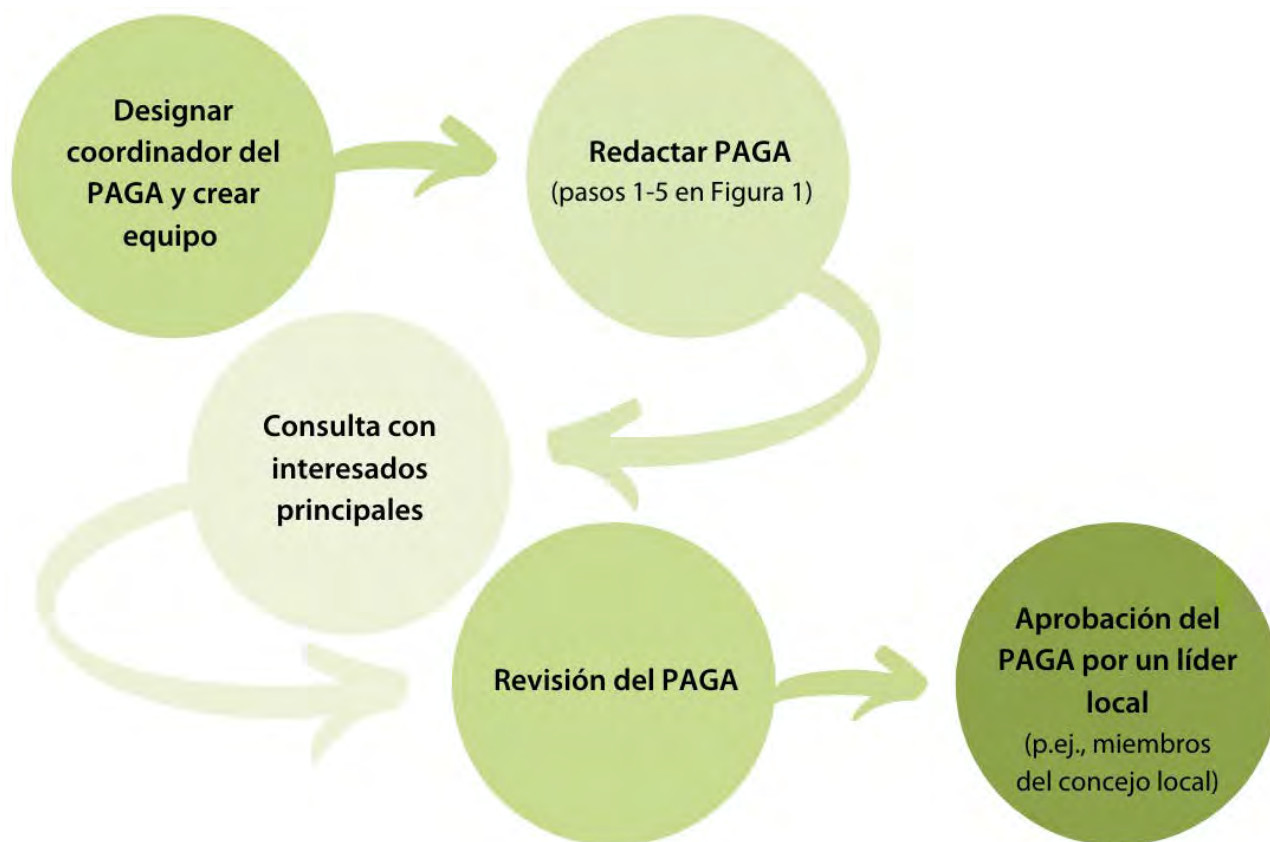 Designar
coordinador del
PAGA y crear
equipo
Redactar PAGA
(pasos 1-5 en Figura 1)
Consulta con
interesados
principales
Revisión del PAGA
Aprobación del
PAGA por un líder
local
(p.ej., miembros
del concejo local)